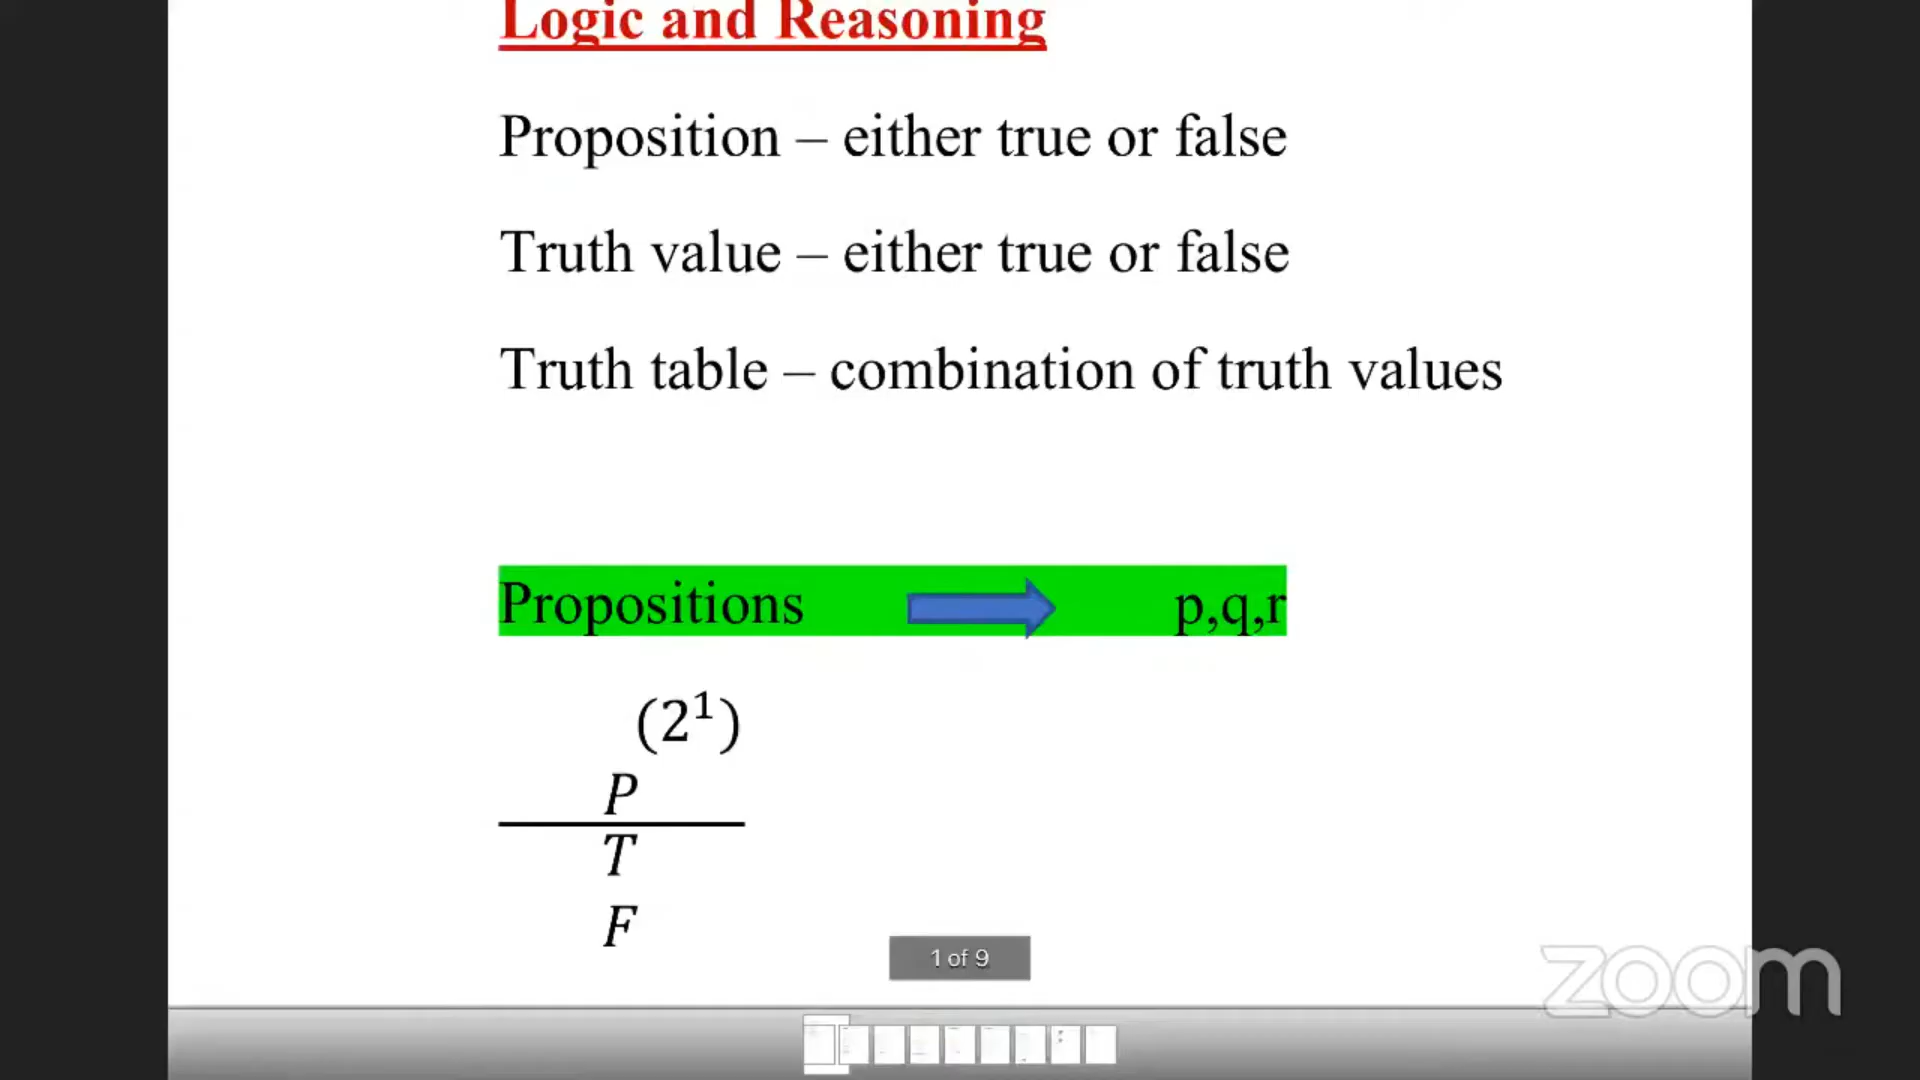 Logic and Reasoning
Proposition – either true or false
Truth value – either true or false
Truth table – combination of truth values
Propositions p,q,r
(2¹)
P
T
F
1 of 9
zoom